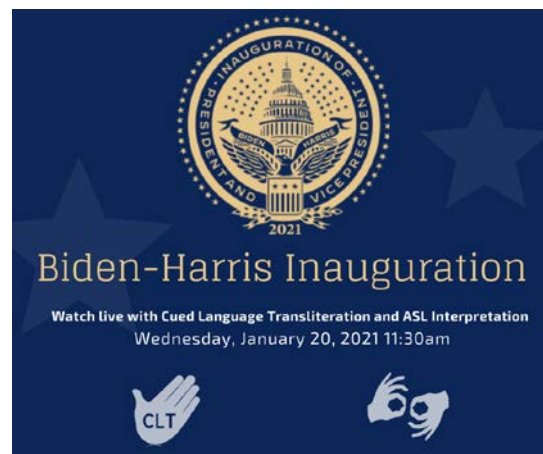 INAUGURATION OF
PRESIDENT AND VICE PRESIDENT
BIDEN HARRIS
2021
Biden-Harris Inauguration
Watch live with Cued Language Transliteration and ASL Interpretation
Wednesday, January 20, 2021 11:30am
CLT